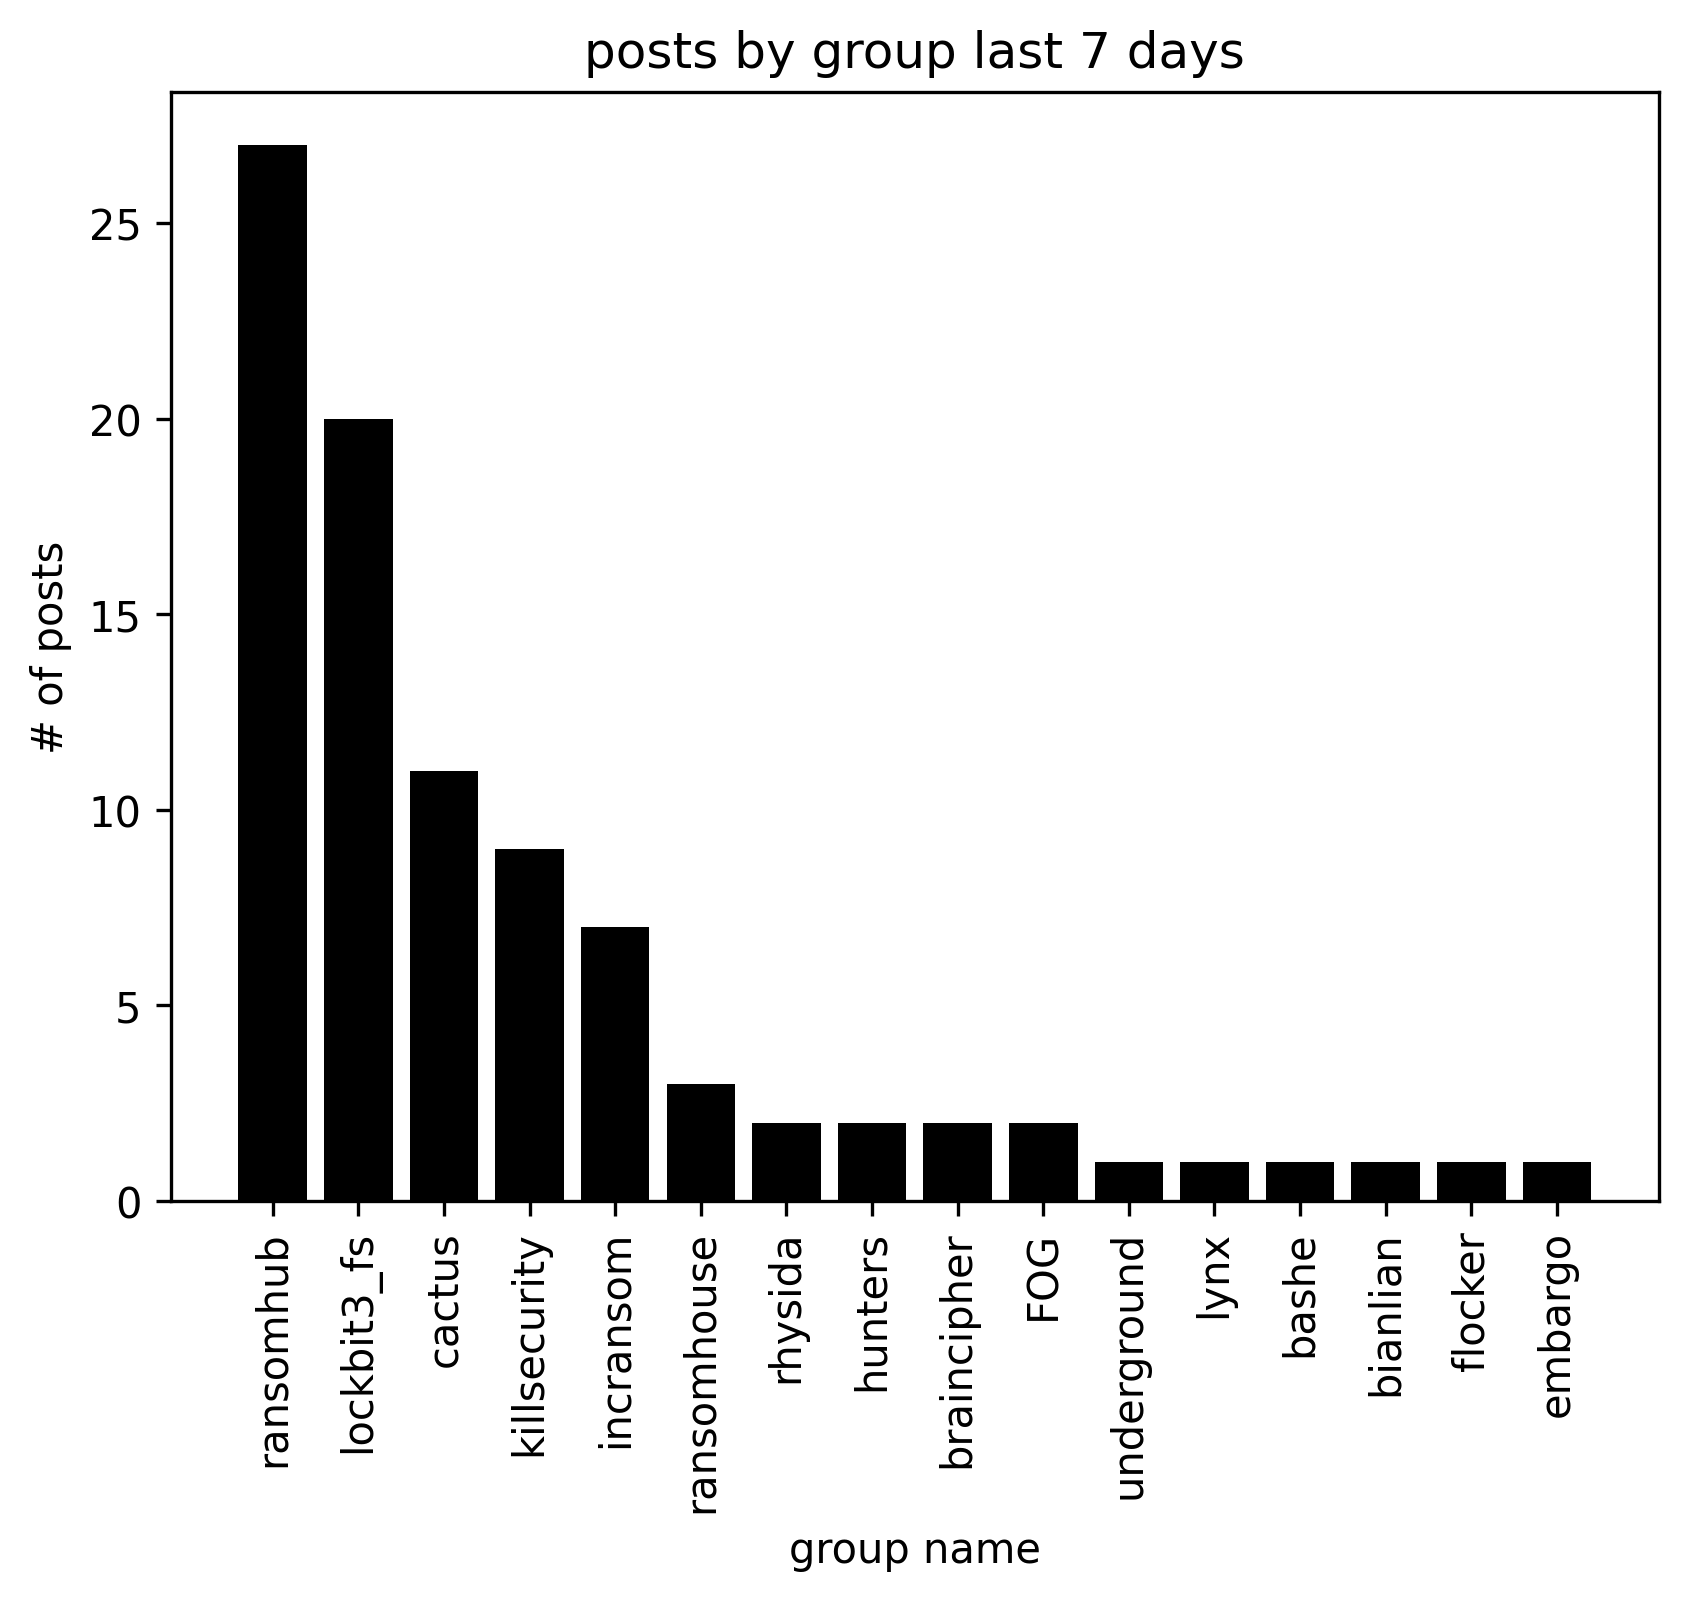 posts by group last 7 days
# of posts
25
20
15
10
5
0
ransomhub
lockbit3_fs
cactus
killsecurity
incransom
ransomhouse
rhysida
hunters
braincipher
FOG
underground
lynx
bashe
bianlian
flocker
embargo
group name